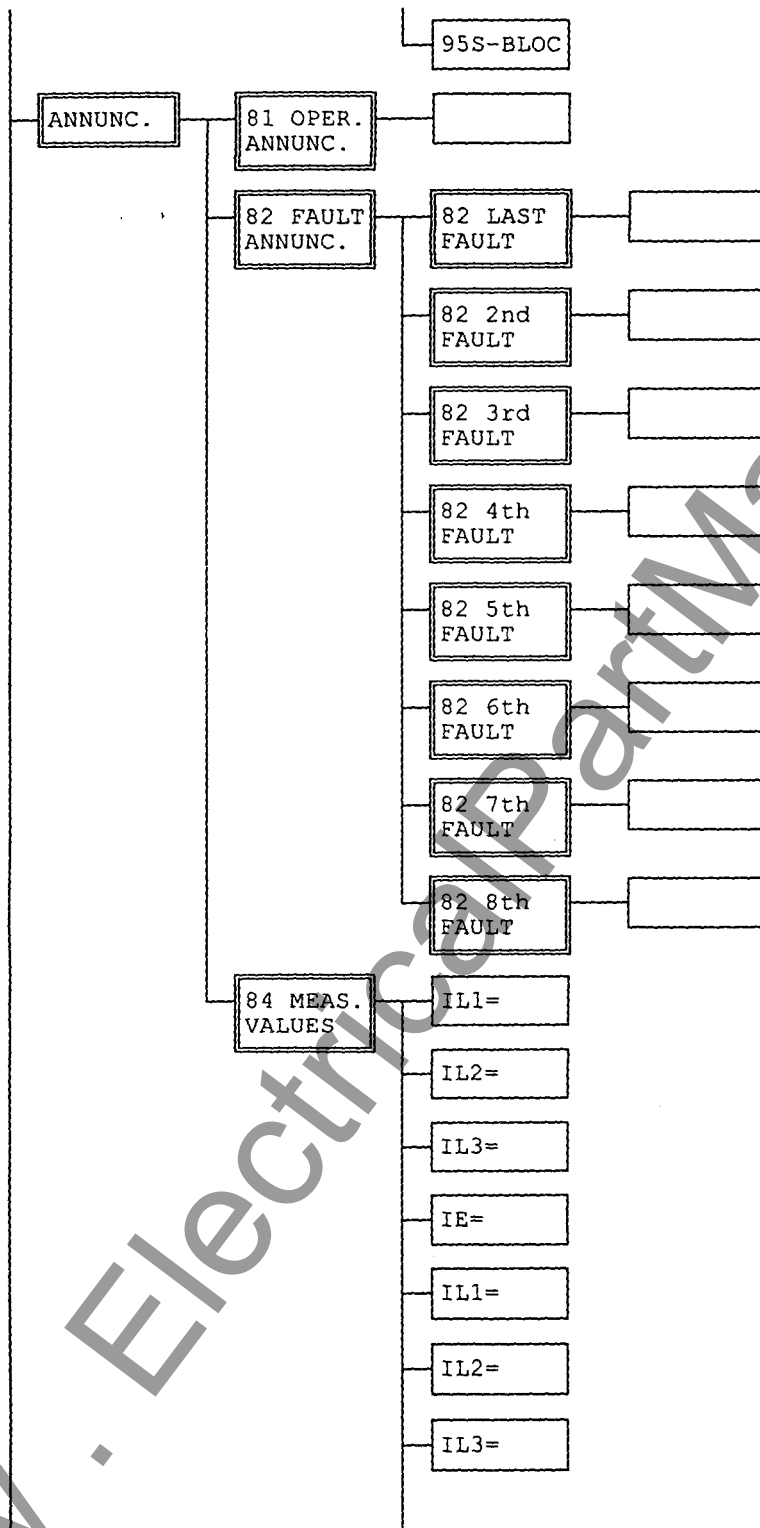 95S-BLOC
ANNUNC.
81 OPER.
ANNUNC.
82 FAULT
ANNUNC.
82 LAST
FAULT
82 2nd
FAULT
82 3rd
FAULT
82 4th
FAULT
82 5th
FAULT
82 6th
FAULT
82 7th
FAULT
82 8th
FAULT
84 MEAS.
VALUES
IL1=
IL2=
IL3=
IE=
IL1=
IL2=
IL3=
. ElectricalPartMa